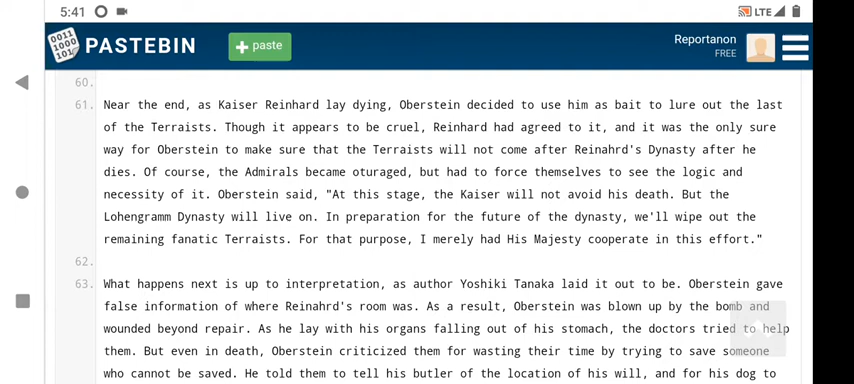 5:41
LTE
0011
1000
101
PASTEBIN
+ paste
Reportanon
FREE
60.
61. Near the end, as Kaiser Reinhard lay dying, Oberstein decided to use him as bait to lure out the last
of the Terraists. Though it appears to be cruel, Reinhard had agreed to it, and it was the only sure
way for Oberstein to make sure that the Terraists will not come after Reinahrd's Dynasty after he
dies. Of course, the Admirals became oturaged, but had to force themselves to see the logic and
necessity of it. Oberstein said, "At this stage, the Kaiser will not avoid his death. But the
Lohengramm Dynasty will live on. In preparation for the future of the dynasty, we'll wipe out the
remaining fanatic Terraists. For that purpose, I merely had His Majesty cooperate in this effort."
62.
63. What happens next is up to interpretation, as author Yoshiki Tanaka laid it out to be. Oberstein gave
false information of where Reinahrd's room was. As a result, Oberstein was blown up by the bomb and
wounded beyond repair. As he lay with his organs falling out of his stomach, the doctors tried to help
them. But even in death, Oberstein criticized them for wasting their time by trying to save someone
who cannot be saved. He told them to tell his butler of the location of his will, and for his dog to